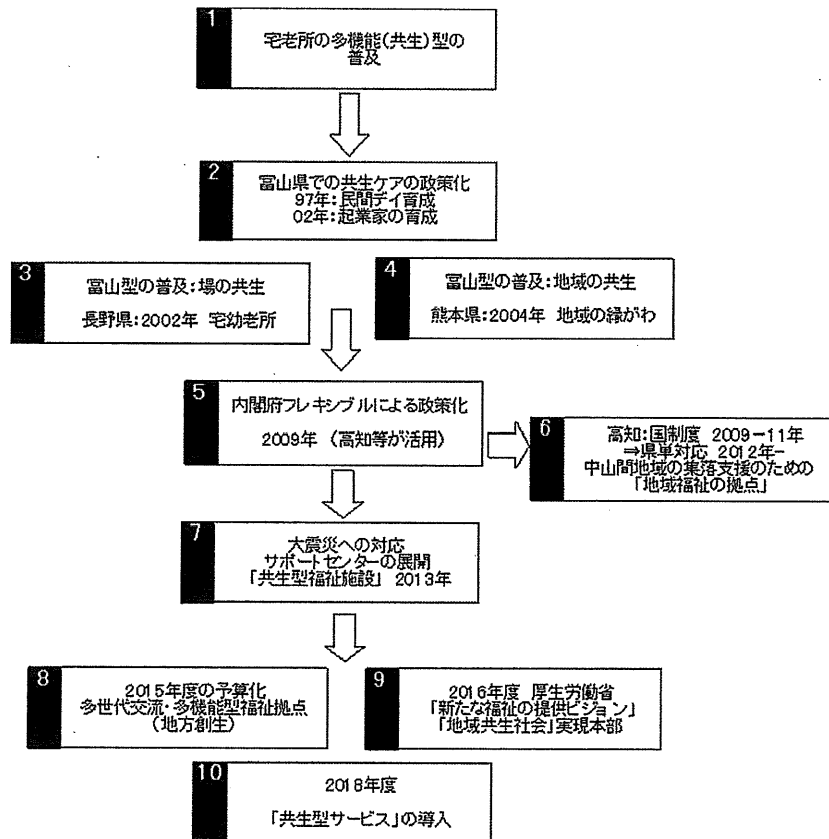 1
宅老所の多機能(共生)型の
普及
2
富山県での共生ケアの政策化
97年:民間デイ育成
02年:起業家の育成
3
富山型の普及:場の共生
長野県:2002年 宅幼老所
4
富山型の普及:地域の共生
熊本県:2004年 地域の縁がわ
5
内閣府フレキシブルによる政策化
2009年 (高知等が活用)
6
高知:国制度 2009-11年
⇒県単対応 2012年-
中山間地域の集落支援のための
「地域福祉の拠点」
7
大震災への対応
サポートセンターの展開
「共生型福祉施設」 2013年
8
2015年度の予算化
多世代交流・多機能型福祉拠点
(地方創生)
9
2016年度 厚生労働省
「新たな福祉の提供ビジョン」
「地域共生社会」実現本部
10
2018年度
「共生型サービス」の導入